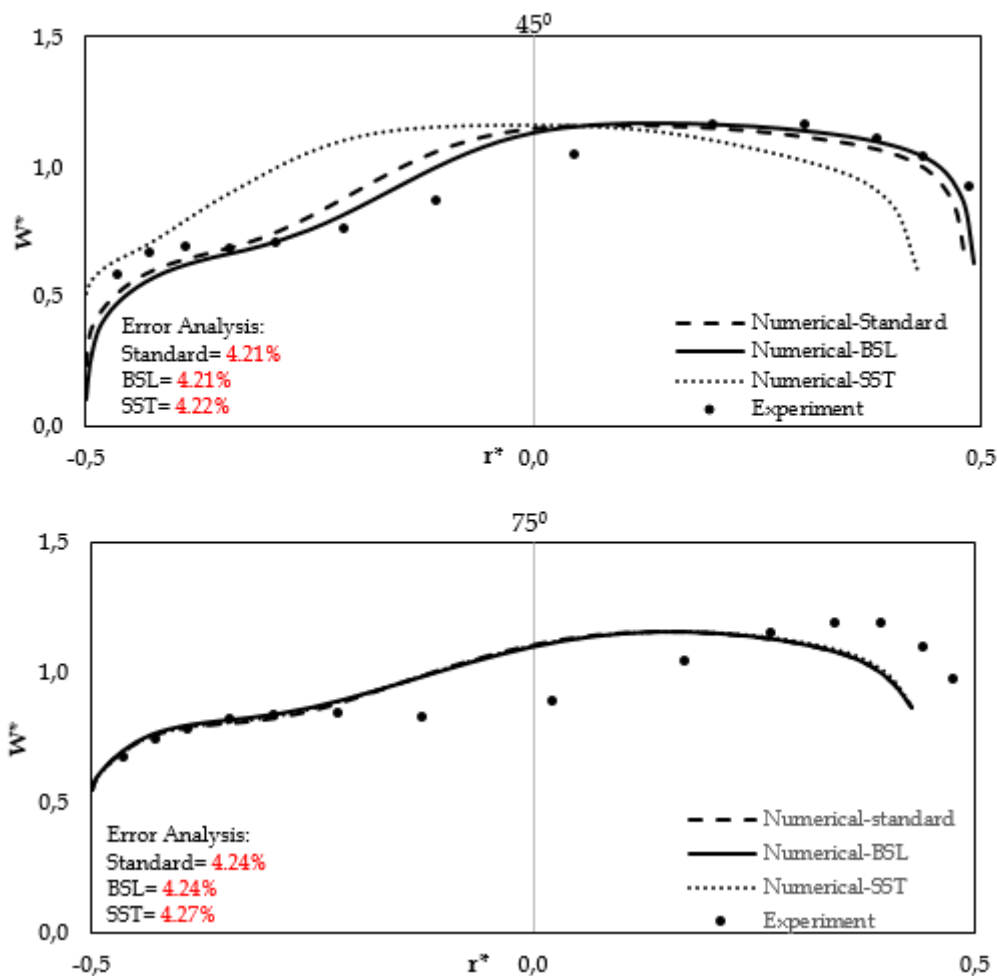 45⁰
1,5
1,0
W*
0,5
Error Analysis:
Standard= 4.21%
BSL= 4.21%
SST= 4.22%
Numerical-Standard
Numerical-BSL
Numerical-SST
Experiment
0,0
-0,5 r* 0,0 0,5
75⁰
1,5
1,0
W*
0,5
Error Analysis:
Standard= 4.24%
BSL= 4.24%
SST= 4.27%
Numerical-standard
Numerical-BSL
Numerical-SST
Experiment
0,0
-0,5 r* 0,0 0,5